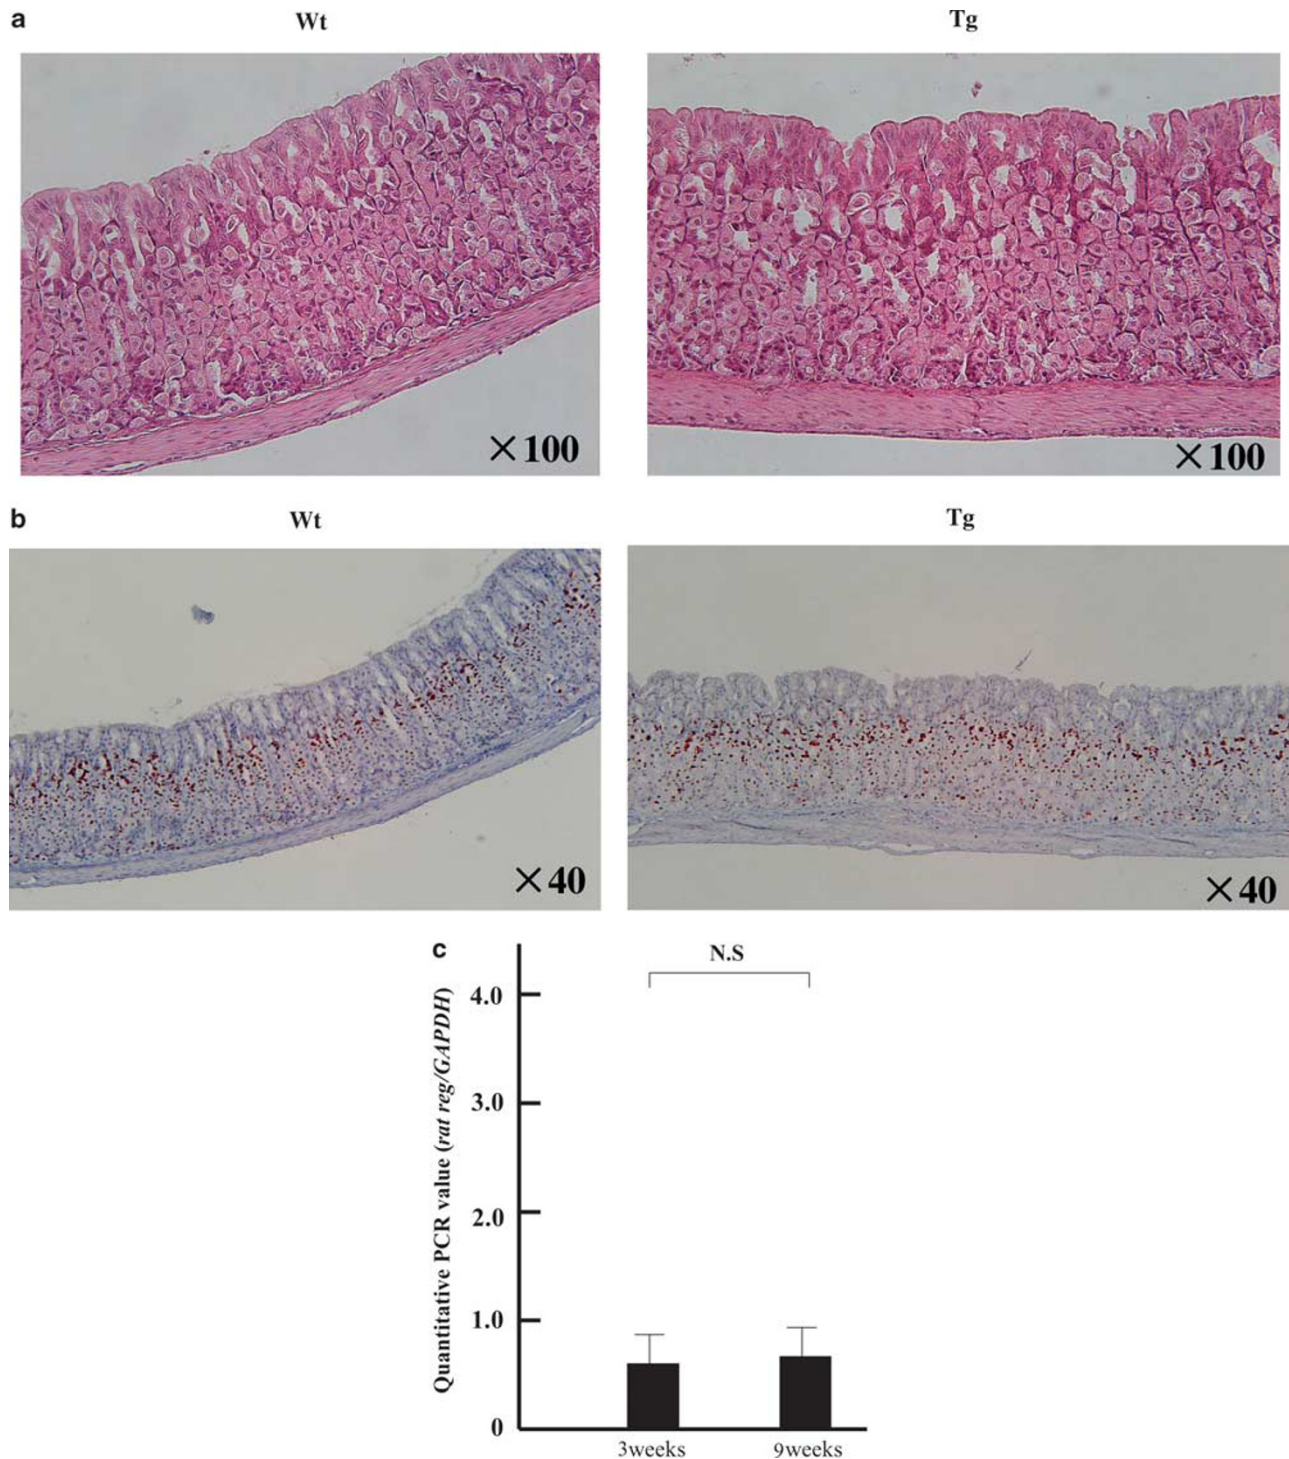 a
Wt
Tg
×100
×100
b
Wt
Tg
×40
×40
c
N.S
Quantitative PCR value (rat reg/GAPDH)
4.0
3.0
2.0
1.0
0
3weeks
9weeks